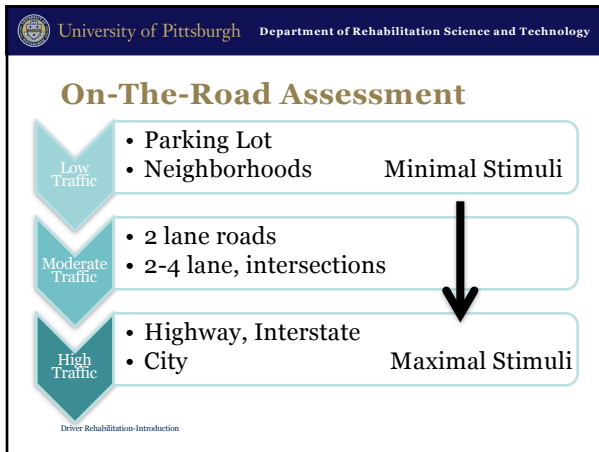 University of Pittsburgh Department of Rehabilitation Science and Technology
On-The-Road Assessment
Low
Traffic
• Parking Lot
• Neighborhoods Minimal Stimuli
Moderate
Traffic
• 2 lane roads
• 2-4 lane, intersections
High
Traffic
• Highway, Interstate
• City Maximal Stimuli
Driver Rehabilitation-Introduction